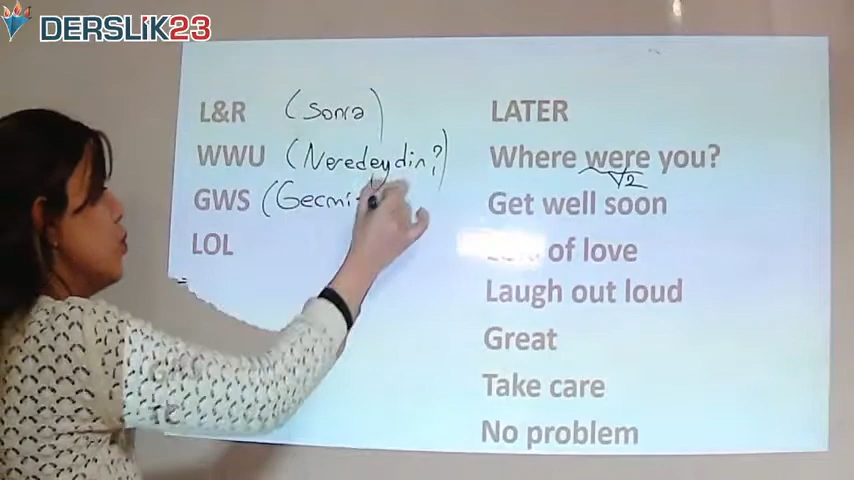 DERSLİK23
L&R (Sonra) LATER
WWU (Neredeydin? Where were you?
V2
GWS (Gecmi Get well soon
LOL of love
Laugh out loud
Great
Take care
No problem